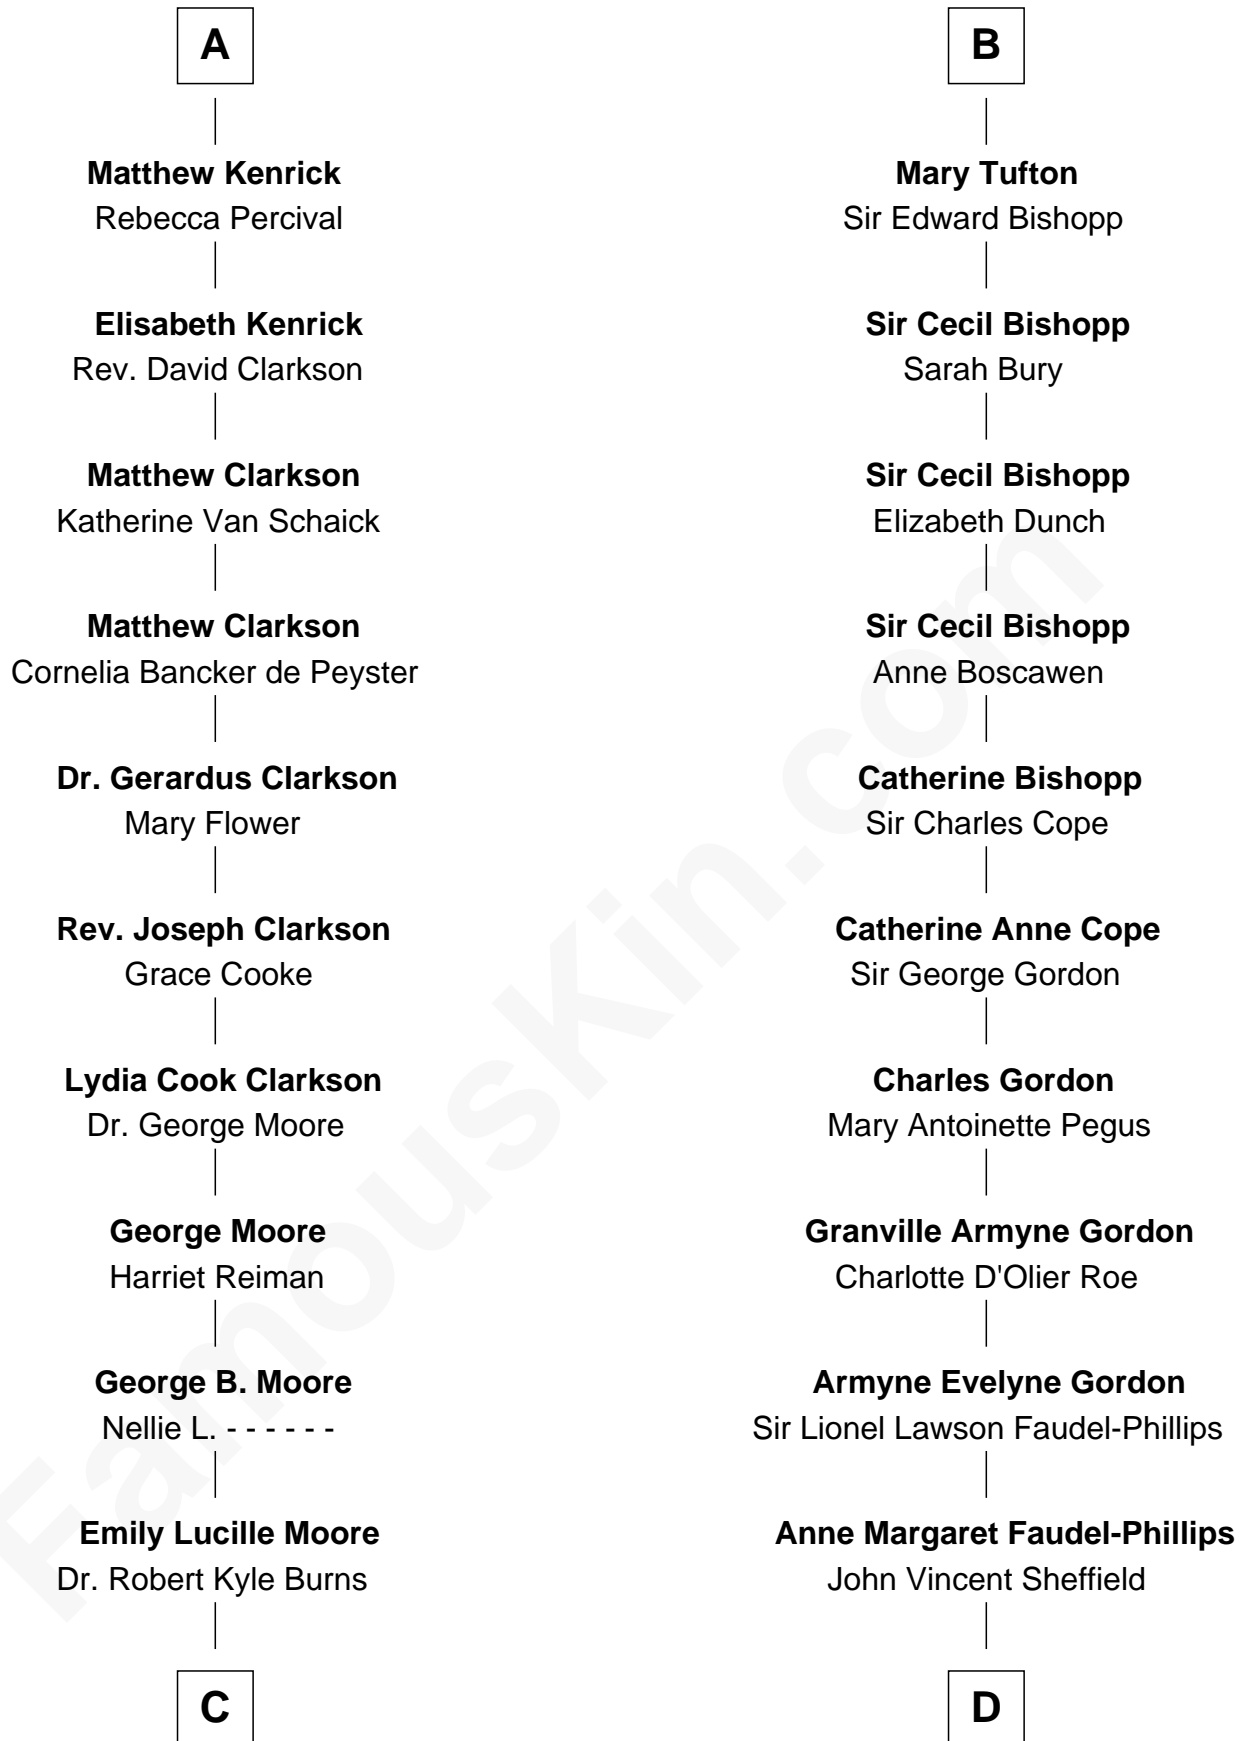 A
Matthew Kenrick
Rebecca Percival
Elisabeth Kenrick
Rev. David Clarkson
Matthew Clarkson
Katherine Van Schaick
Matthew Clarkson
Cornelia Bancker de Peyster
Dr. Gerardus Clarkson
Mary Flower
Rev. Joseph Clarkson
Grace Cooke
Lydia Cook Clarkson
Dr. George Moore
George Moore
Harriet Reiman
George B. Moore
Nellie L. - - - - - -
Emily Lucille Moore
Dr. Robert Kyle Burns
C
B
Mary Tufton
Sir Edward Bishopp
Sir Cecil Bishopp
Sarah Bury
Sir Cecil Bishopp
Elizabeth Dunch
Sir Cecil Bishopp
Anne Boscawen
Catherine Bishopp
Sir Charles Cope
Catherine Anne Cope
Sir George Gordon
Charles Gordon
Mary Antoinette Pegus
Granville Armyne Gordon
Charlotte D'Olier Roe
Armyne Evelyne Gordon
Sir Lionel Lawson Faudel-Phillips
Anne Margaret Faudel-Phillips
John Vincent Sheffield
D
FamousKin.com